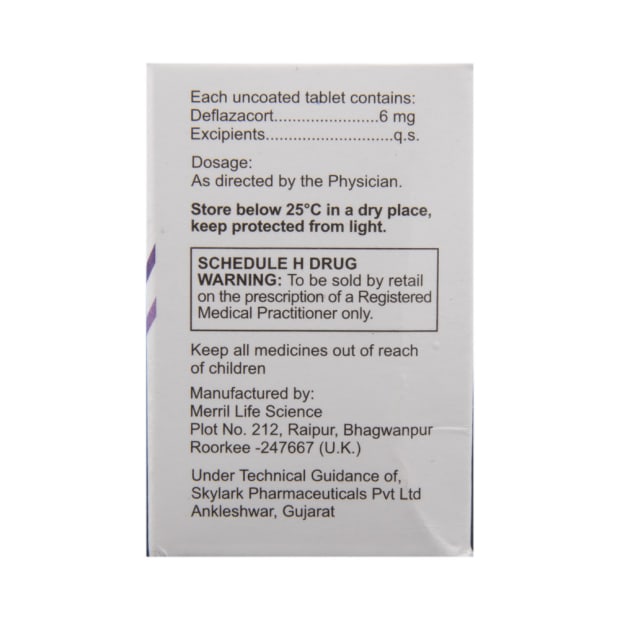 Each uncoated tablet contains:
Deflazacort.......................6 mg
Excipients............................q.s.
Dosage:
As directed by the Physician.
Store below 25°C in a dry place,
keep protected from light.
SCHEDULE H DRUG
WARNING: To be sold by retail
on the prescription of a Registered
Medical Practitioner only.
Keep all medicines out of reach
of children
Manufactured by:
Merril Life Science
Plot No. 212, Raipur, Bhagwanpur
Roorkee -247667 (U.K.)
Under Technical Guidance of,
Skylark Pharmaceuticals Pvt Ltd
Ankleshwar, Gujarat